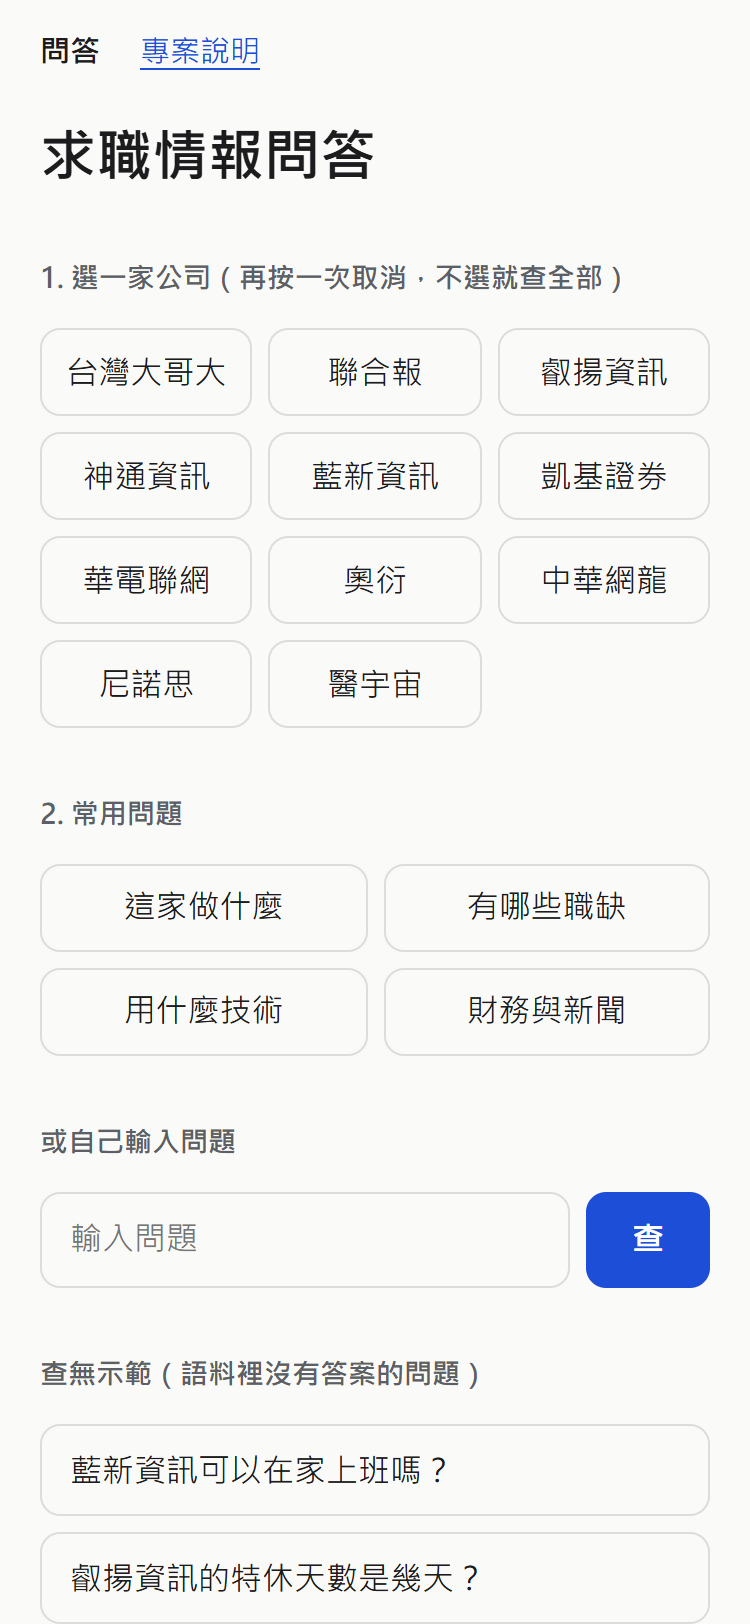 問答 專案說明
求職情報問答
1. 選一家公司（再按一次取消，不選就查全部）
台灣大哥大 聯合報 叡揚資訊
神通資訊 藍新資訊 凱基證券
華電聯網 奧衍 中華網龍
尼諾思 醫宇宙
2. 常用問題
這家做什麼 有哪些職缺
用什麼技術 財務與新聞
或自己輸入問題
輸入問題 查
查無示範（語料裡沒有答案的問題）
藍新資訊可以在家上班嗎？
叡揚資訊的特休天數是幾天？